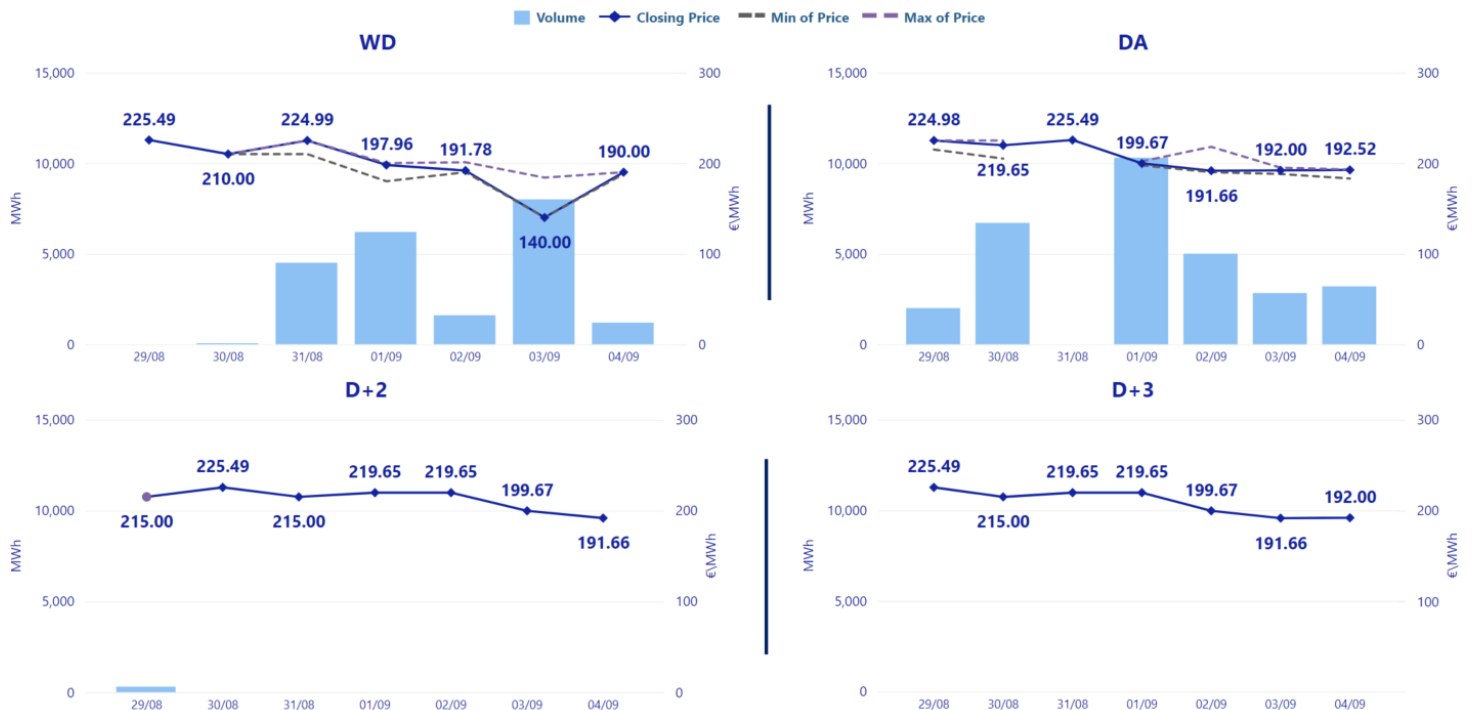 Volume Closing Price Min of Price Max of Price
WD
15,000 300
225.49 224.99 197.96 191.78 190.00
10,000 200
210.00
140.00
MWh €\MWh
5,000 100
0 0
29/08 30/08 31/08 01/09 02/09 03/09 04/09
DA
15,000 300
224.98 225.49 199.67 192.00 192.52
10,000 200
219.65 191.66
MWh €\MWh
5,000 100
0 0
29/08 30/08 31/08 01/09 02/09 03/09 04/09
D+2
15,000 300
225.49 219.65 219.65 199.67
10,000 200
215.00 215.00 191.66
MWh €\MWh
5,000 100
0 0
29/08 30/08 31/08 01/09 02/09 03/09 04/09
D+3
15,000 300
225.49 219.65 219.65 199.67 192.00
10,000 200
215.00 191.66
MWh €\MWh
5,000 100
0 0
29/08 30/08 31/08 01/09 02/09 03/09 04/09